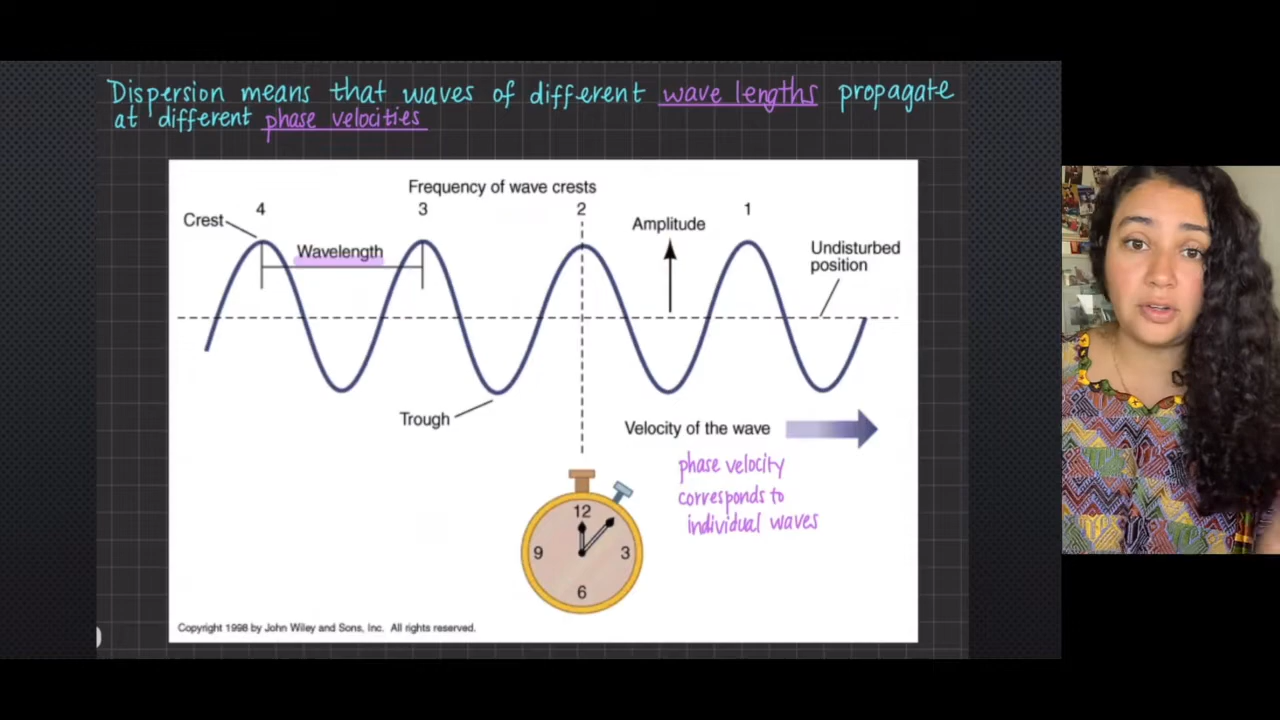 Dispersion means that waves of different wave lengths propagate
at different phase velocities
Frequency of wave crests
Crest
4
3
2
1
Wavelength
Amplitude
Undisturbed
position
Trough
Velocity of the wave
phase velocity
corresponds to
individual waves
12
9
3
6
Copyright 1998 by John Wiley and Sons, Inc. All rights reserved.